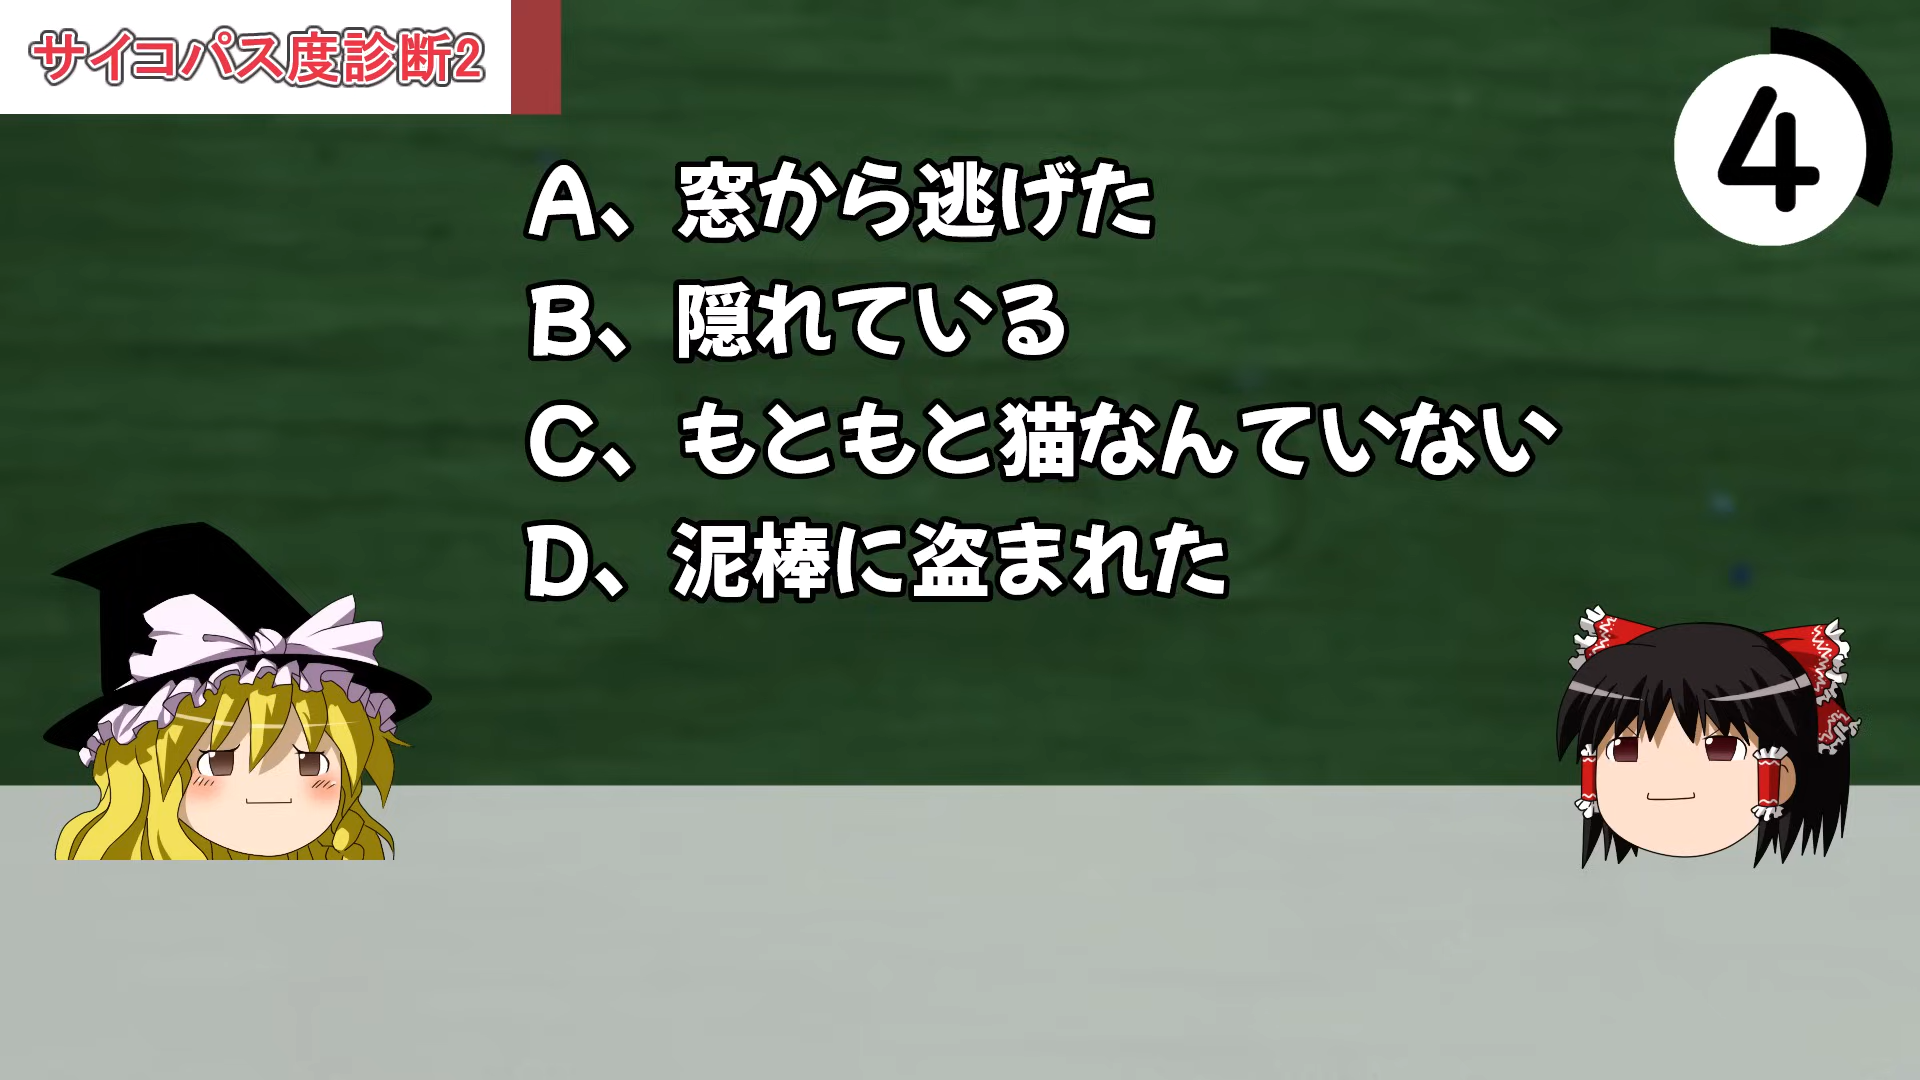 サイコパス度診断2
4
A、窓から逃げた
B、隠れている
C、もともと猫なんていない
D、泥棒に盗まれた